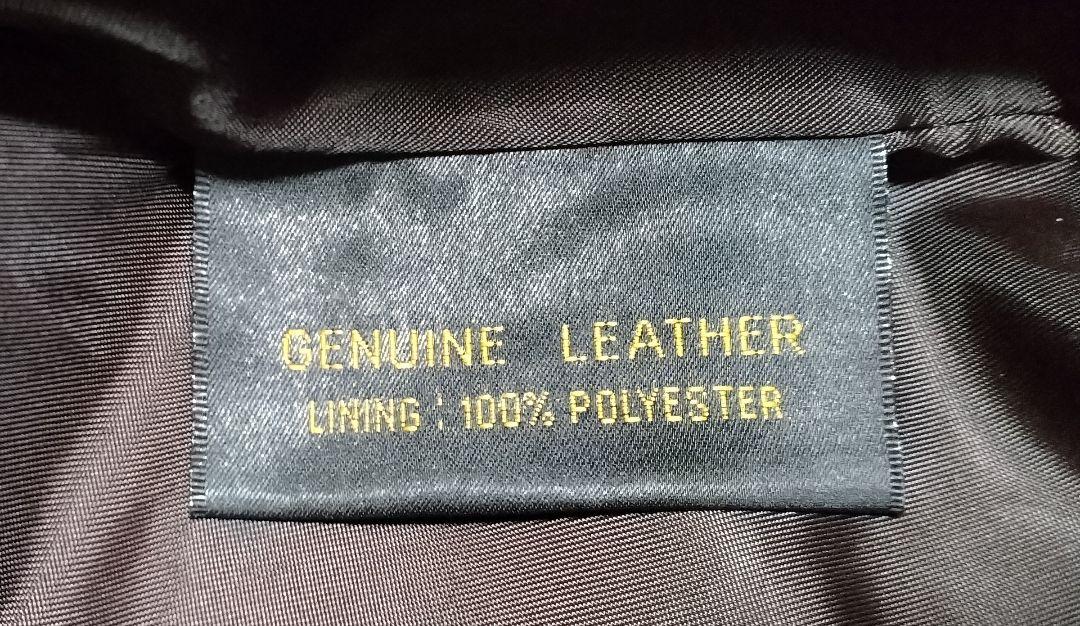 GENUINE LEATHER
LINING : 100% POLYESTER